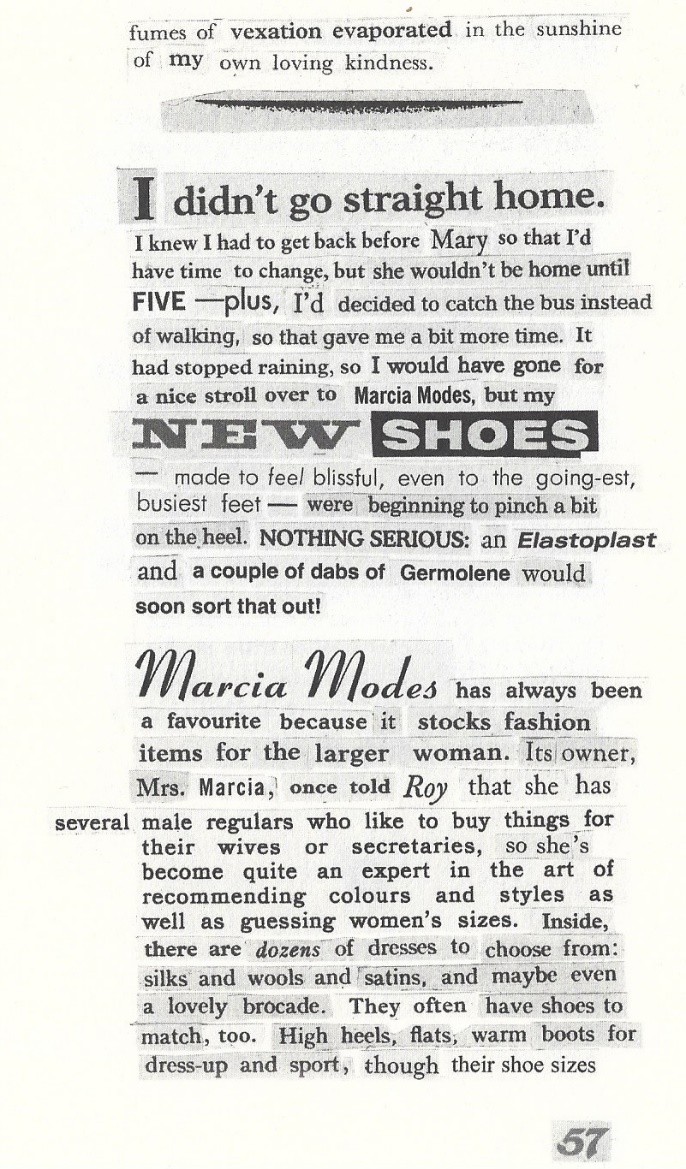 fumes of vexation evaporated in the sunshine
of my own loving kindness.
I didn't go straight home.
I knew I had to get back before Mary so that I'd
have time to change, but she wouldn't be home until
FIVE —plus, I'd decided to catch the bus instead
of walking, so that gave me a bit more time. It
had stopped raining, so I would have gone for
a nice stroll over to Marcia Modes, but my
NEW SHOES
— made to feel blissful, even to the going-est,
busiest feet — were beginning to pinch a bit
on the heel. NOTHING SERIOUS: an Elastoplast
and a couple of dabs of Germolene would
soon sort that out!
Marcia Modes has always been
a favourite because it stocks fashion
items for the larger woman. Its owner,
Mrs. Marcia, once told Roy that she has
several male regulars who like to buy things for
their wives or secretaries, so she's
become quite an expert in the art of
recommending colours and styles as
well as guessing women's sizes. Inside,
there are dozens of dresses to choose from:
silks and wools and satins, and maybe even
a lovely brocade. They often have shoes to
match, too. High heels, flats, warm boots for
dress-up and sport, though their shoe sizes
57